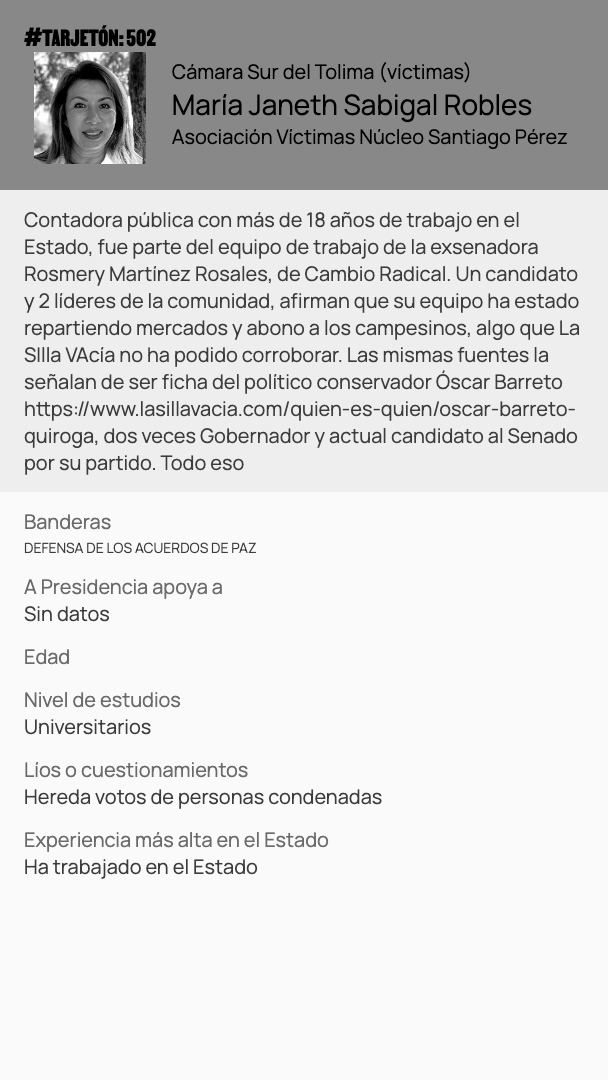 #TARJETÓN: 502
Cámara Sur del Tolima (víctimas)
María Janeth Sabigal Robles
Asociación Víctimas Núcleo Santiago Pérez
Contadora pública con más de 18 años de trabajo en el
Estado, fue parte del equipo de trabajo de la exsenadora
Rosmery Martínez Rosales, de Cambio Radical. Un candidato
y 2 líderes de la comunidad, afirman que su equipo ha estado
repartiendo mercados y abono a los campesinos, algo que La
SIlla VAcía no ha podido corroborar. Las mismas fuentes la
señalan de ser ficha del político conservador Óscar Barreto
https://www.lasillavacia.com/quien-es-quien/oscar-barreto-
quiroga, dos veces Gobernador y actual candidato al Senado
por su partido. Todo eso
Banderas
DEFENSA DE LOS ACUERDOS DE PAZ
A Presidencia apoya a
Sin datos
Edad
Nivel de estudios
Universitarios
Líos o cuestionamientos
Hereda votos de personas condenadas
Experiencia más alta en el Estado
Ha trabajado en el Estado